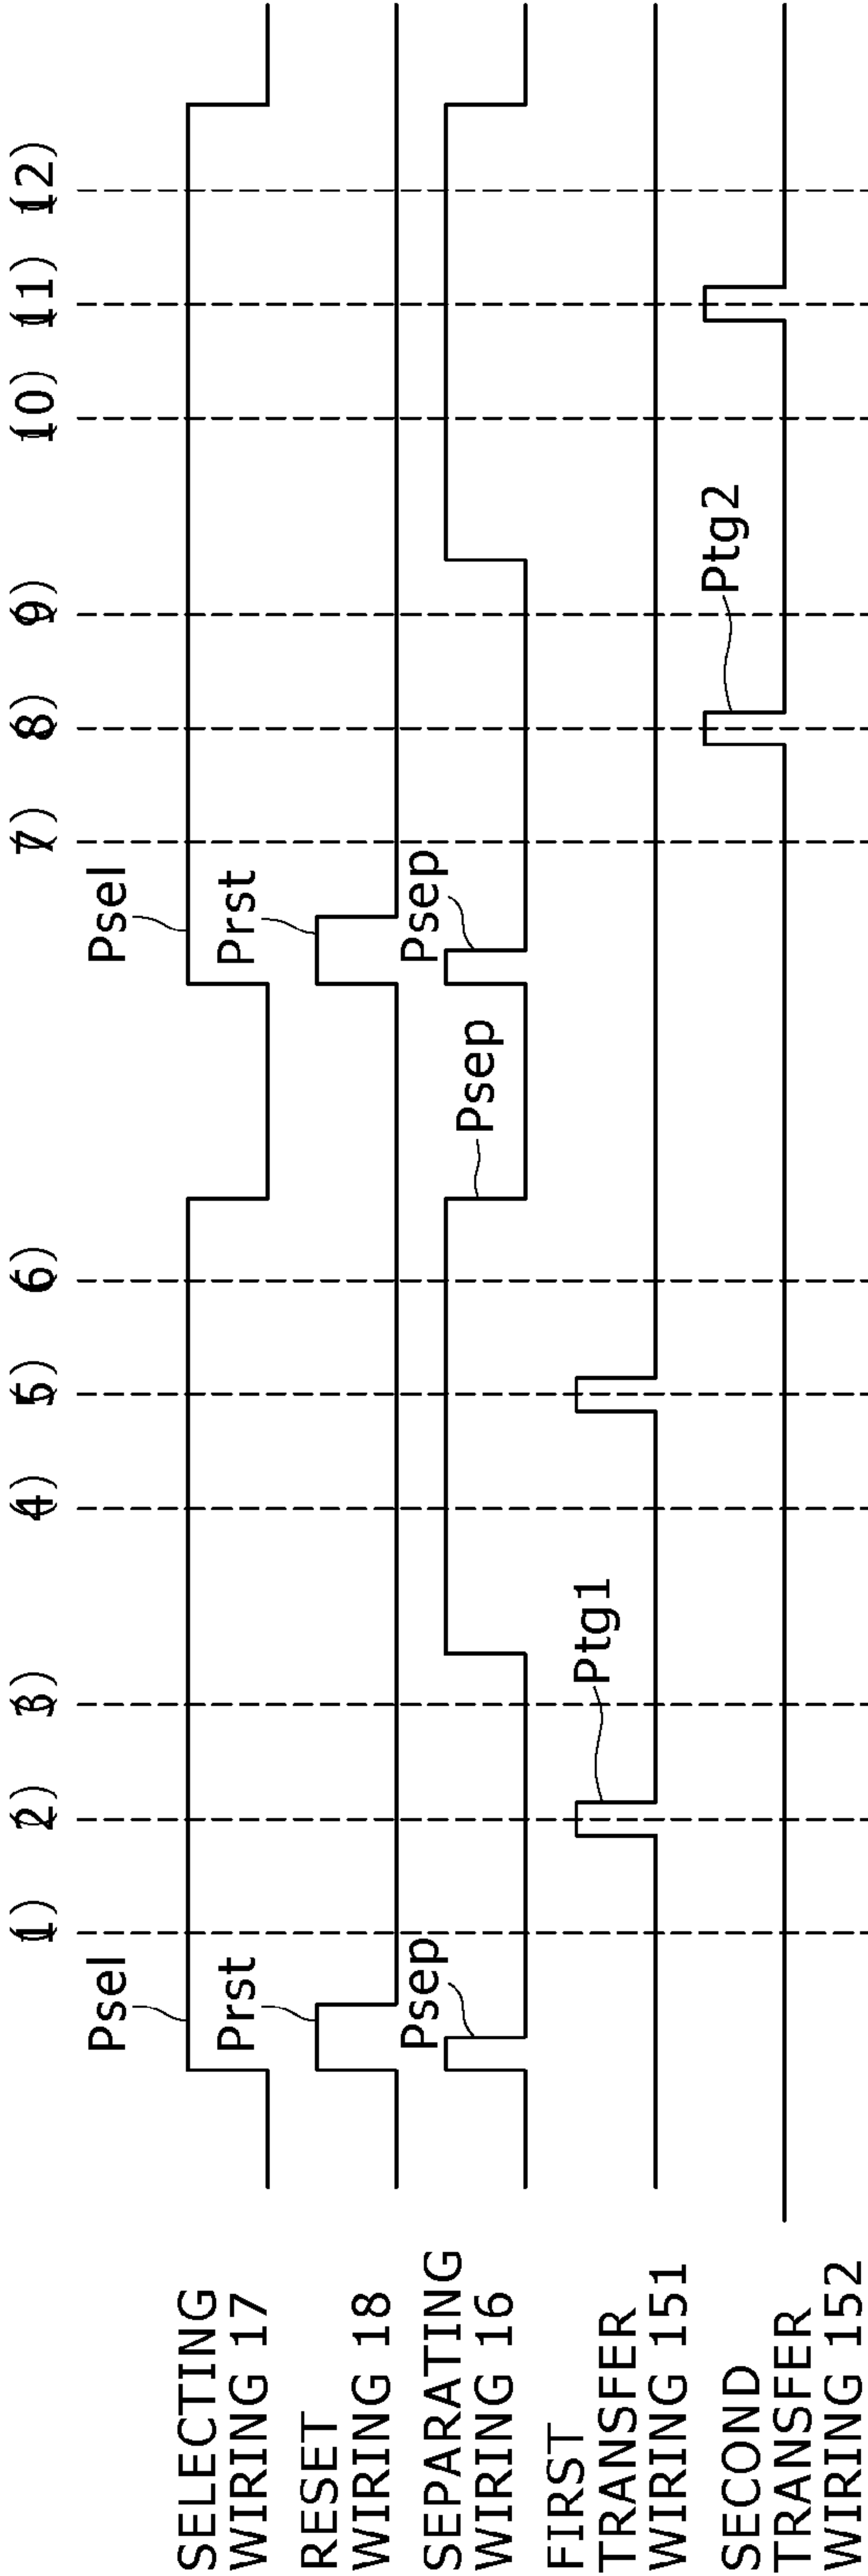 (1)
(2)
(3)
(4)
(5)
(6)
(7)
(8)
(9)
(10)
(11)
(12)
SELECTING
WIRING 17
Psel
Psel
RESET
WIRING 18
Prst
Prst
SEPARATING
WIRING 16
Psep
Psep
Psep
FIRST
TRANSFER
WIRING 151
Ptg1
SECOND
TRANSFER
WIRING 152
Ptg2